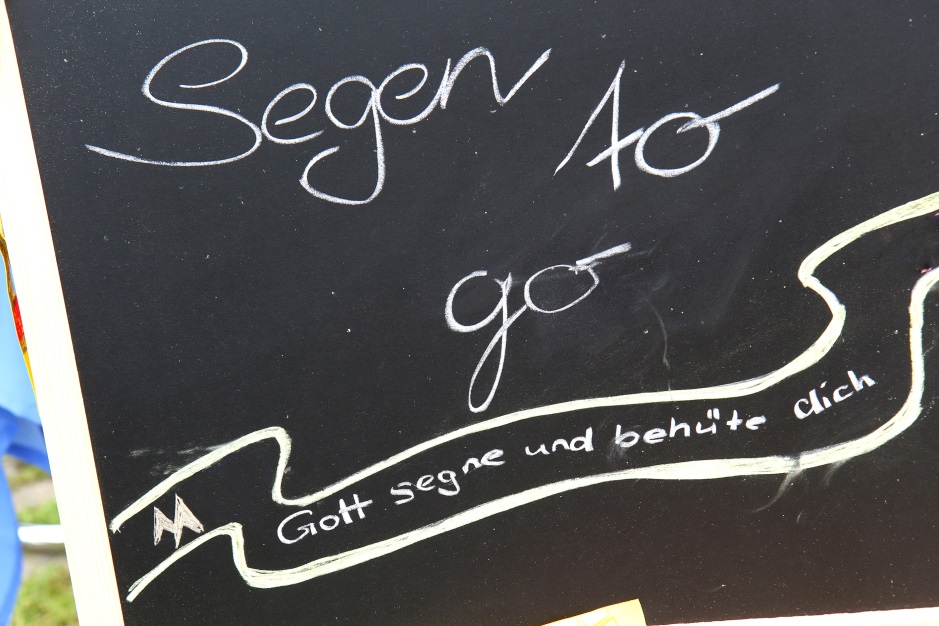 Segen to
go
Gott segne und behüte dich